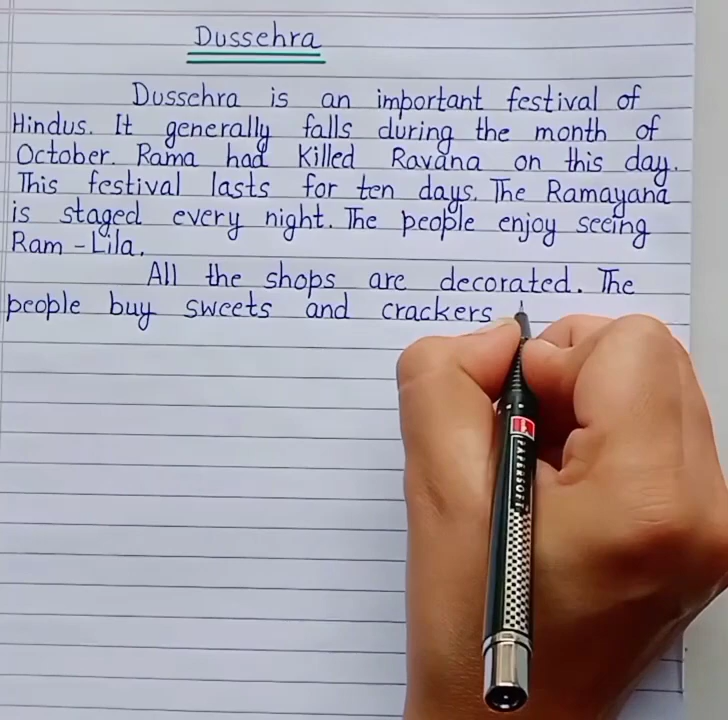 Dussehra
Dussehra is an important festival of
Hindus. It generally falls during the month of
October. Rama had Killed Ravana on this day.
This festival lasts for ten days. The Ramayana
is staged every night. The people enjoy seeing
Ram - Lila.
All the shops are decorated. The
people buy sweets and crackers
PAPERSOFT